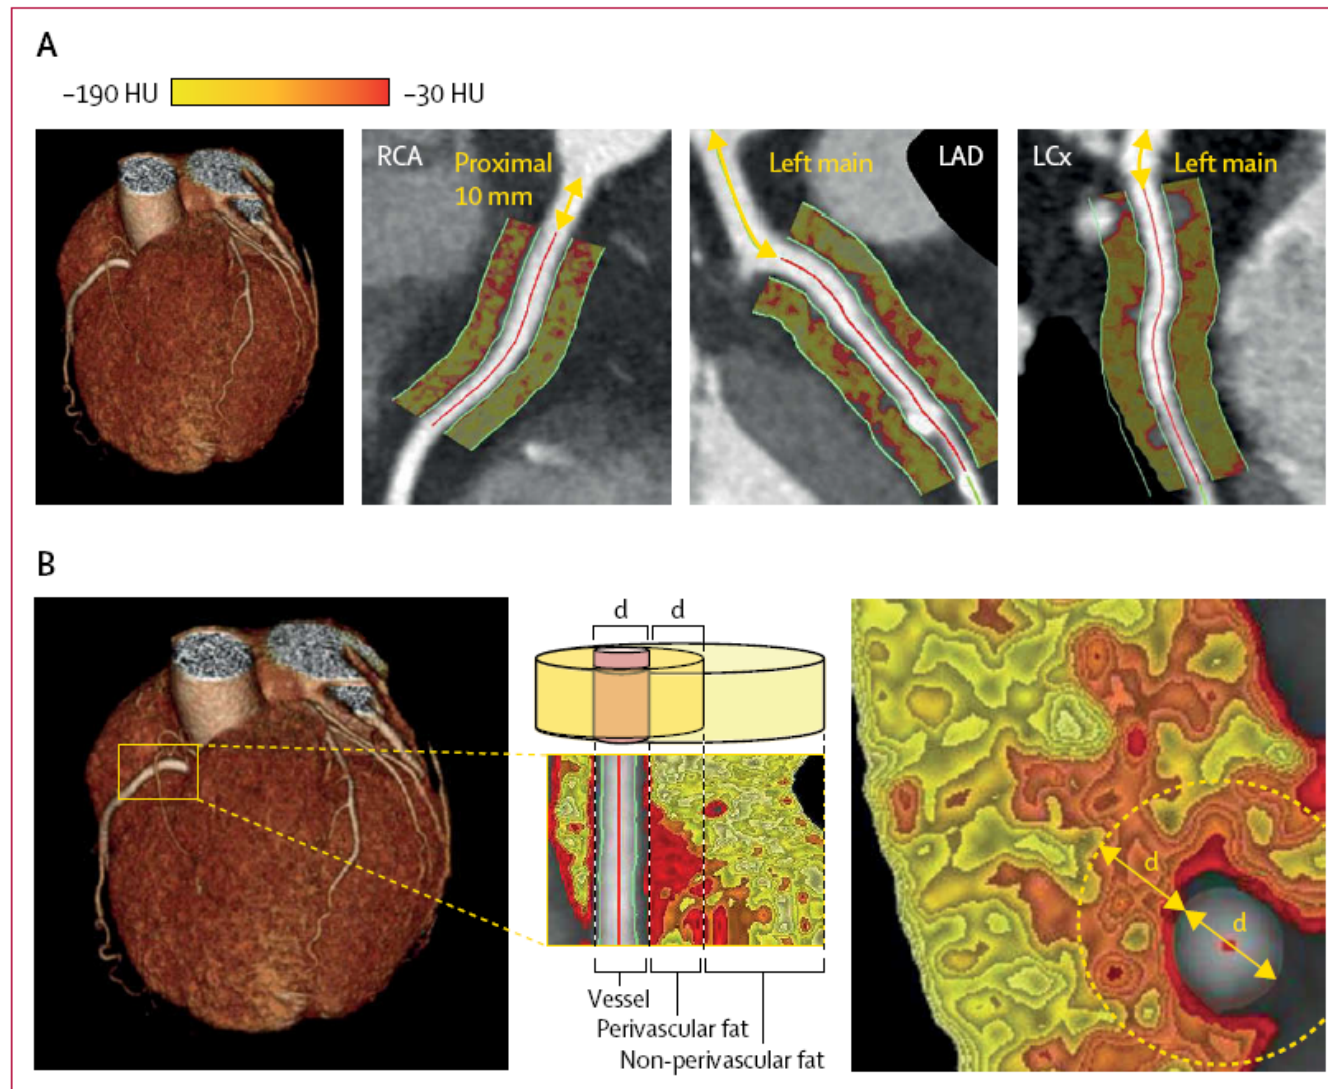 A
–190 HU
–30 HU
RCA
Proximal
10 mm
Left main
LAD
LCx
Left main
B
d
d
Vessel
Perivascular fat
Non-perivascular fat
d
d